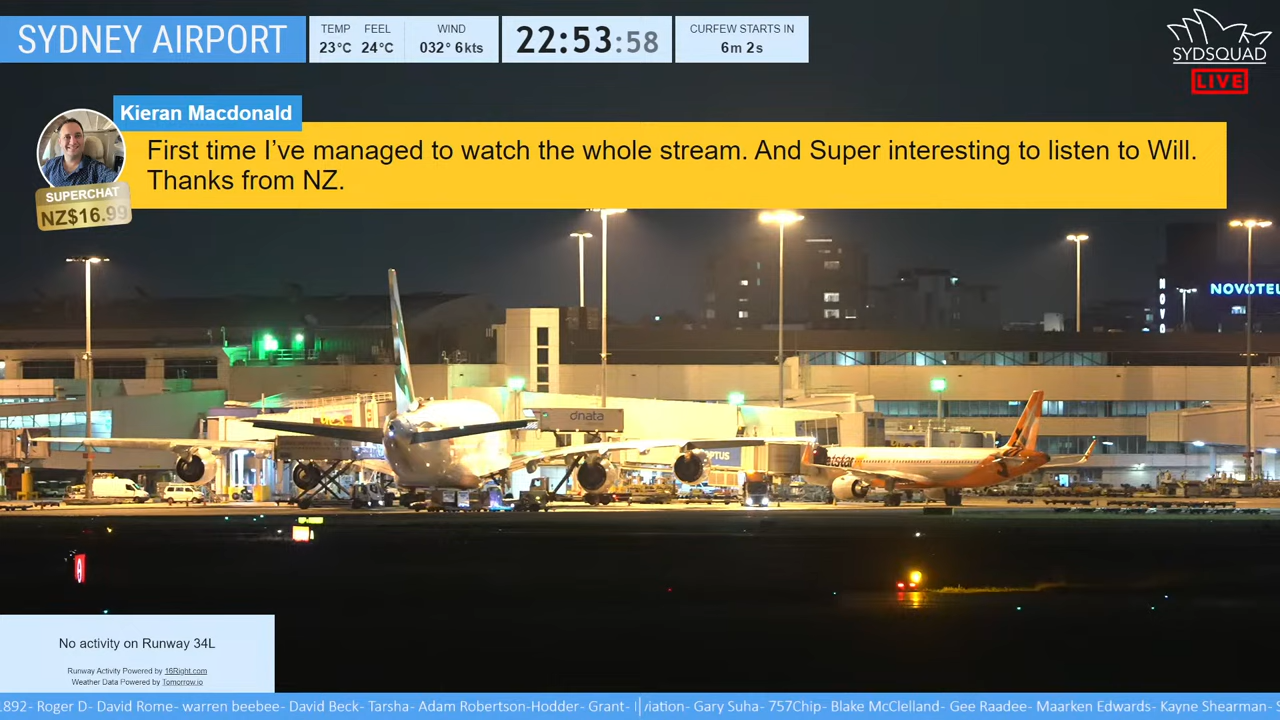 SYDNEY AIRPORT
TEMP
23°C
FEEL
24°C
WIND
032° 6kts
22:53:58
CURFEW STARTS IN
6m 2s
SYDSQUAD
LIVE
Kieran Macdonald
First time I've managed to watch the whole stream. And Super interesting to listen to Will.
Thanks from NZ.
SUPERCHAT
NZ$16.99
NOVOTEL
NOVO
dnata
OPTUS
etstar
No activity on Runway 34L
Runway Activity Powered by 16Right.com
Weather Data Powered by Tomorrow.io
1892- Roger D- David Rome- warren beebee- David Beck- Tarsha- Adam Robertson-Hodder- Grant- viation- Gary Suha- 757Chip- Blake McClelland- Gee Raadee- Maarken Edwards- Kayne Shearman- S